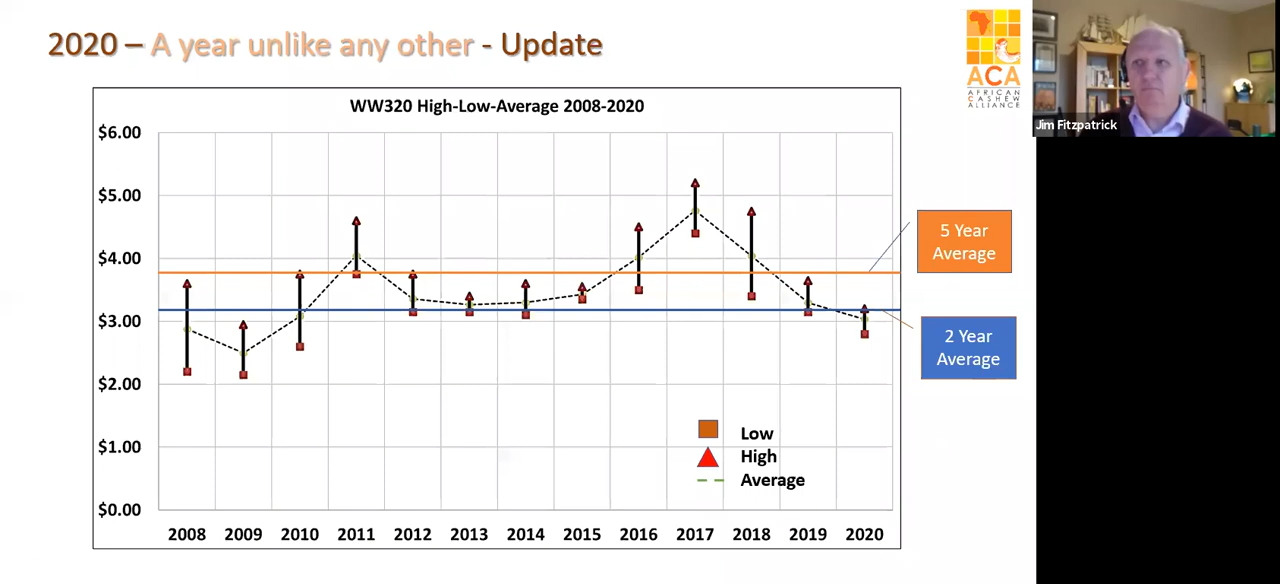 2020 – A year unlike any other - Update
ACA
AFRICAN
CASHEW
ALLIANCE
Jim Fitzpatrick
WW320 High-Low-Average 2008-2020
$6.00
$5.00
$4.00
$3.00
$2.00
$1.00
$0.00
5 Year
Average
2 Year
Average
Low
High
Average
2008 2009 2010 2011 2012 2013 2014 2015 2016 2017 2018 2019 2020